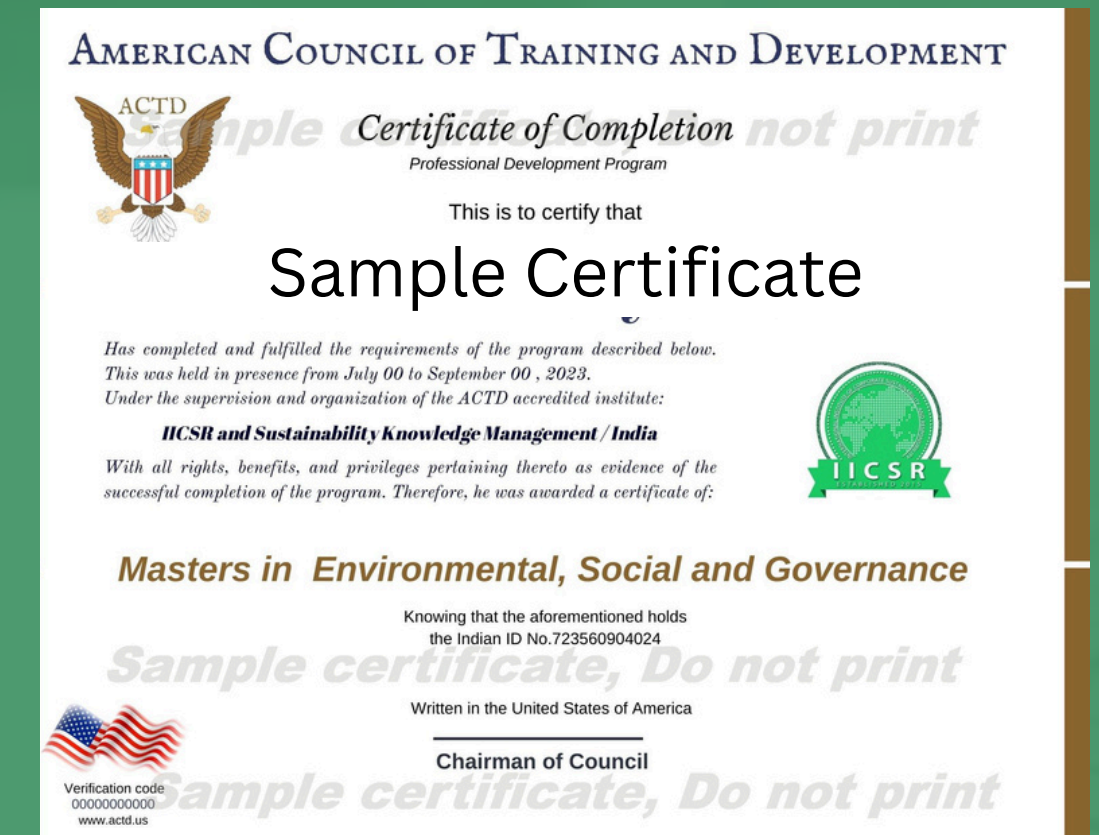 AMERICAN COUNCIL OF TRAINING AND DEVELOPMENT
ACTD
Sample certificate, Do not print
Certificate of Completion
Professional Development Program
This is to certify that
Sample Certificate
Has completed and fulfilled the requirements of the program described below.
This was held in presence from July 00 to September 00 , 2023.
Under the supervision and organization of the ACTD accredited institute:
IICSR and Sustainability Knowledge Management / India
With all rights, benefits, and privileges pertaining thereto as evidence of the
successful completion of the program. Therefore, he was awarded a certificate of:
IICSR
Masters in Environmental, Social and Governance
Knowing that the aforementioned holds
the Indian ID No.723560904024
Sample certificate, Do not print
Written in the United States of America
Chairman of Council
Verification code
00000000000
www.actd.us
Sample certificate, Do not print